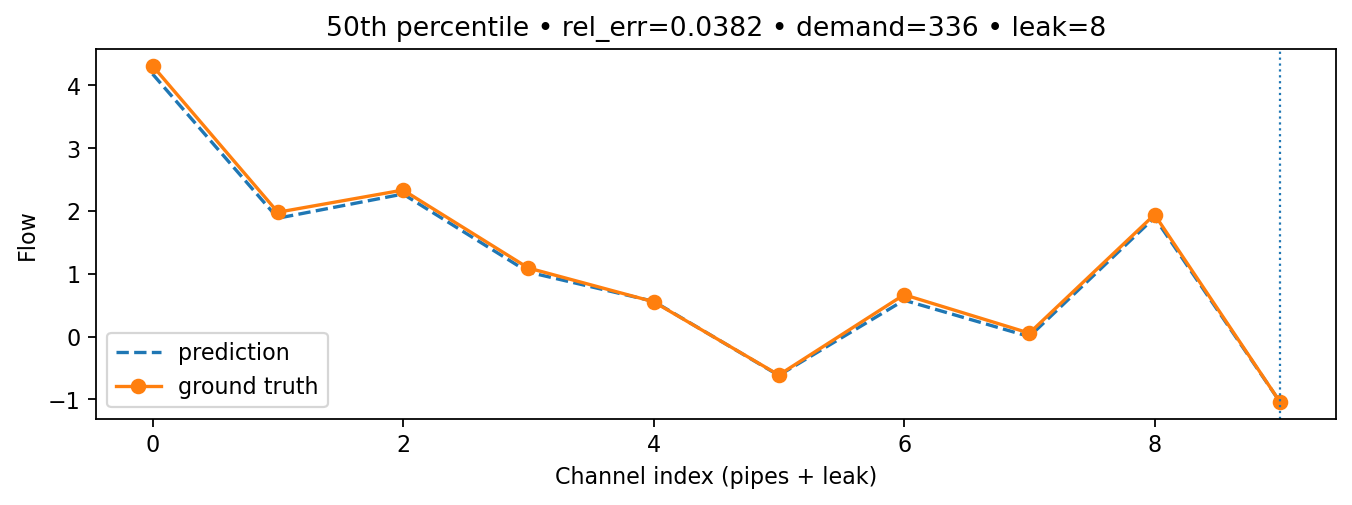 50th percentile • rel_err=0.0382 • demand=336 • leak=8
Flow
4
3
2
1
0
−1
prediction
ground truth
0 2 4 6 8
Channel index (pipes + leak)